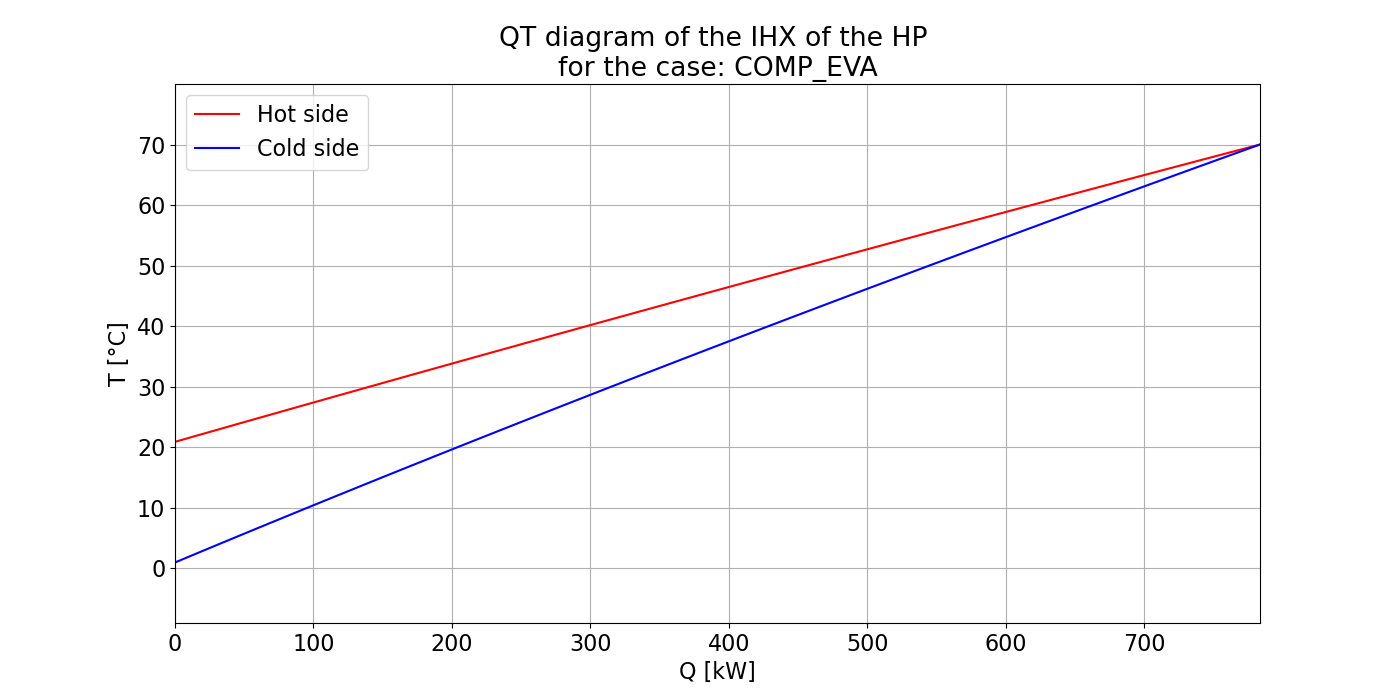 QT diagram of the IHX of the HP
for the case: COMP_EVA
Hot side
Cold side
70
60
50
40
30
20
10
0
T [°C]
0 100 200 300 400 500 600 700
Q [kW]